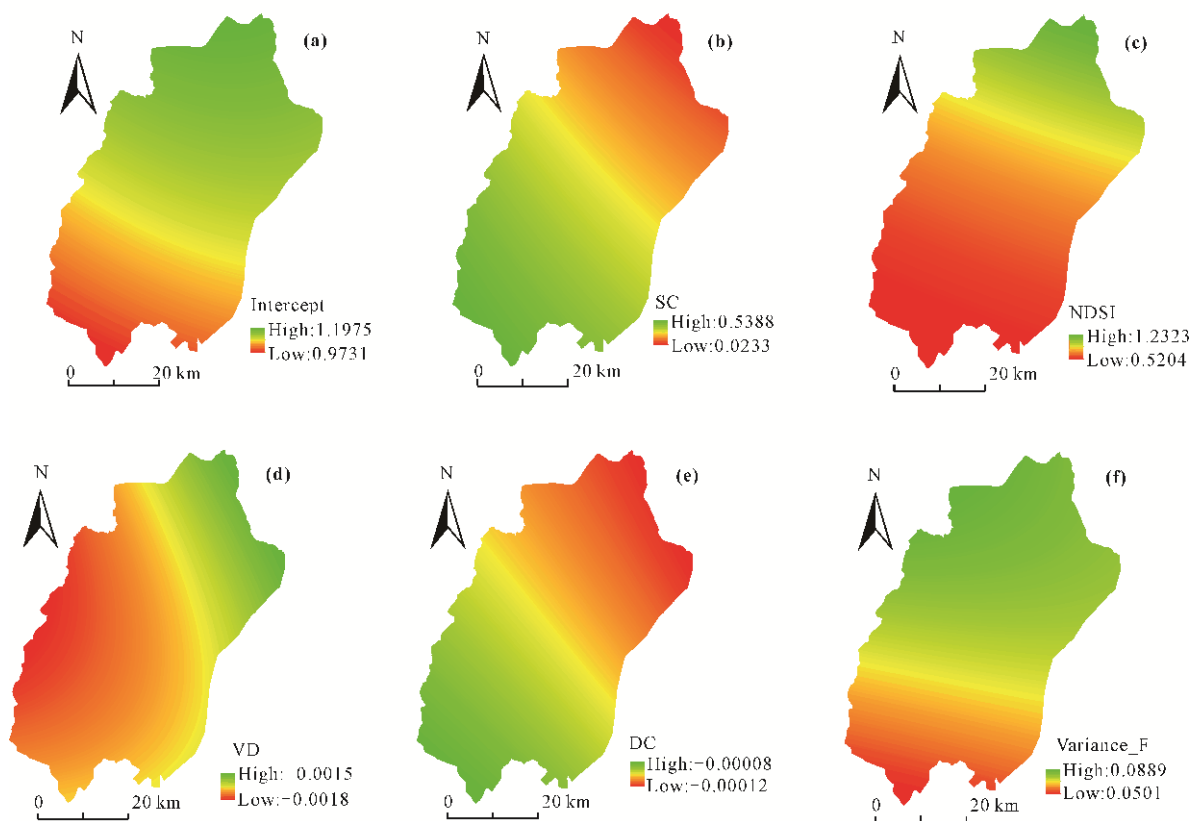 N
(a)
Intercept
High:1.1975
Low:0.9731
0 20 km
N
(b)
SC
High:0.5388
Low:0.0233
0 20 km
N
(c)
NDSI
High:1.2323
Low:0.5204
0 20 km
N
(d)
VD
High: 0.0015
Low:−0.0018
0 20 km
N
(e)
DC
High:−0.00008
Low:−0.00012
0 20 km
N
(f)
Variance_F
High:0.0889
Low:0.0501
0 20 km